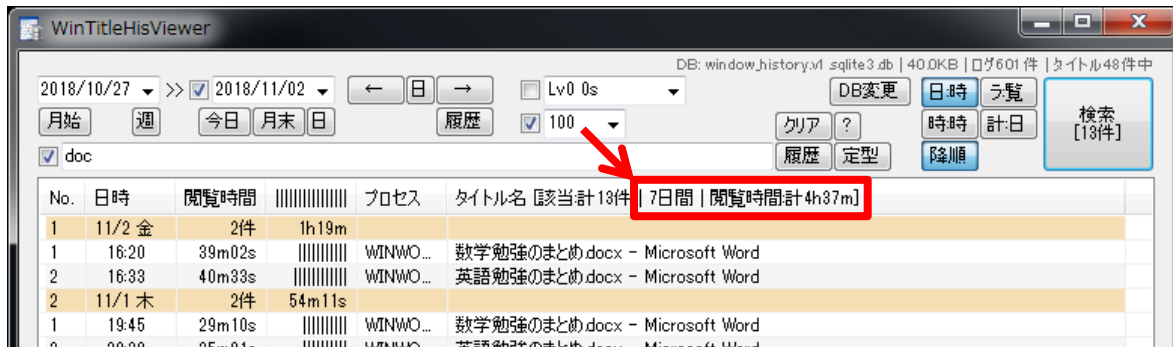 WinTitleHisViewer
DB: window_history.v1.sqlite3.db | 40.0KB | ログ601件 | タイトル48件中
2018/10/27 >> 2018/11/02 ← 日 → Lv0 0s DB変更 日:時 ラ:覧
月始 週 今日 月末 日 履歴 100 クリア ? 時:時 計:日 検索
[13件]
doc 履歴 定型 降順
No. 日時 閲覧時間 |||||||||||||||| プロセス タイトル名 [該当:計13件 | 7日間 | 閲覧時間:計4h37m]
1 11/2 金 2件 1h19m
1 16:20 39m02s |||||||||| WINWO... 数学勉強のまとめ.docx - Microsoft Word
2 16:33 40m33s |||||||||| WINWO... 英語勉強のまとめ.docx - Microsoft Word
2 11/1 木 2件 54m11s
1 19:45 29m10s |||||||||| WINWO... 数学勉強のまとめ.docx - Microsoft Word